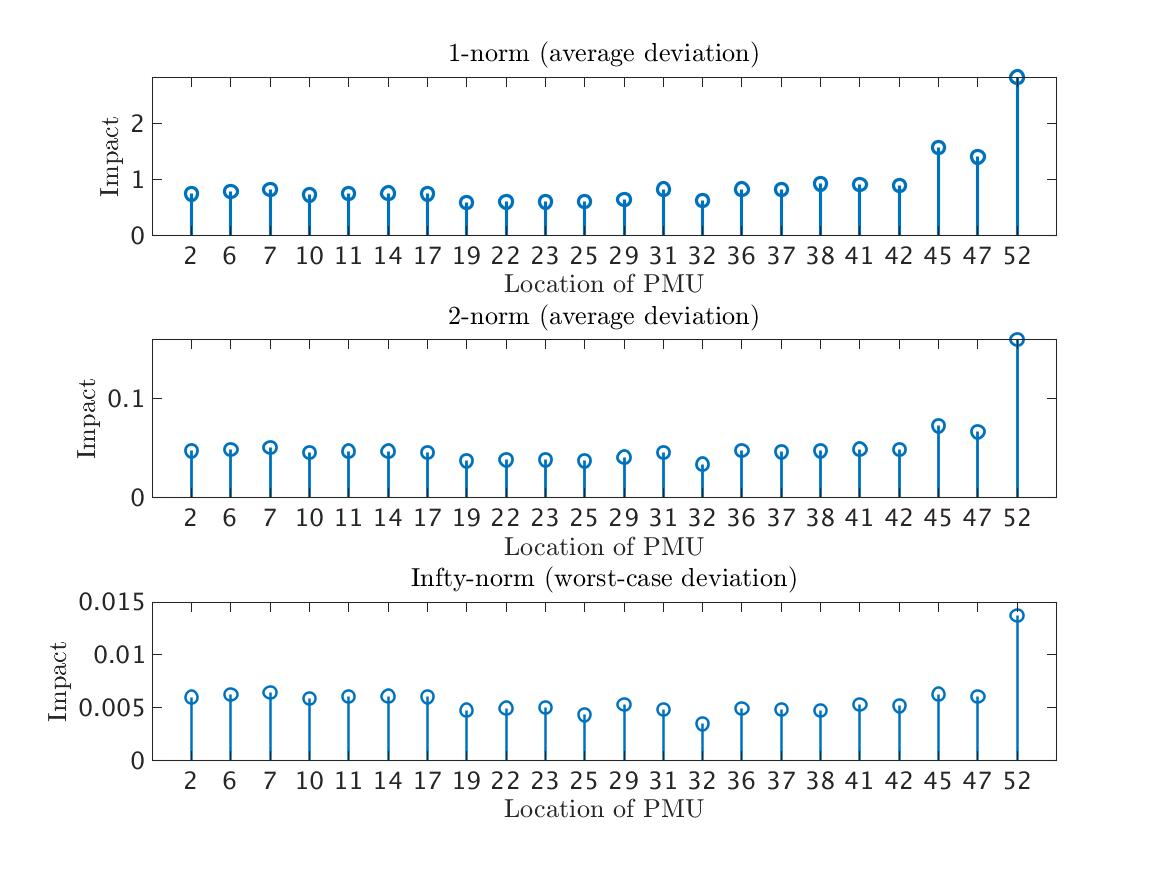 1-norm (average deviation)
2
1
0
Impact
2 6 7 10 11 14 17 19 22 23 25 29 31 32 36 37 38 41 42 45 47 52
Location of PMU
2-norm (average deviation)
0.1
0
Impact
2 6 7 10 11 14 17 19 22 23 25 29 31 32 36 37 38 41 42 45 47 52
Location of PMU
Infty-norm (worst-case deviation)
0.015
0.01
0.005
0
Impact
2 6 7 10 11 14 17 19 22 23 25 29 31 32 36 37 38 41 42 45 47 52
Location of PMU